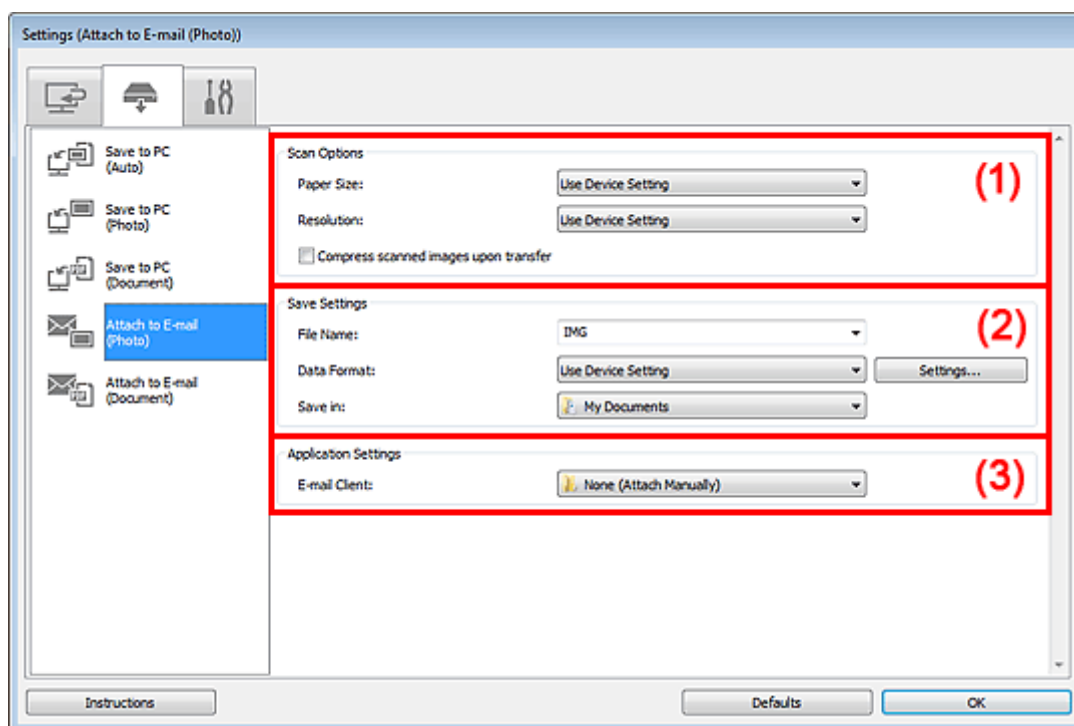 Settings (Attach to E-mail (Photo))
Save to PC
(Auto)
Save to PC
(Photo)
Save to PC
(Document)
Attach to E-mail
(Photo)
Attach to E-mail
(Document)
Scan Options
(1)
Paper Size: Use Device Setting
Resolution: Use Device Setting
Compress scanned images upon transfer
Save Settings
(2)
File Name: IMG
Data Format: Use Device Setting Settings...
Save in: My Documents
Application Settings
(3)
E-mail Client: None (Attach Manually)
Instructions Defaults OK